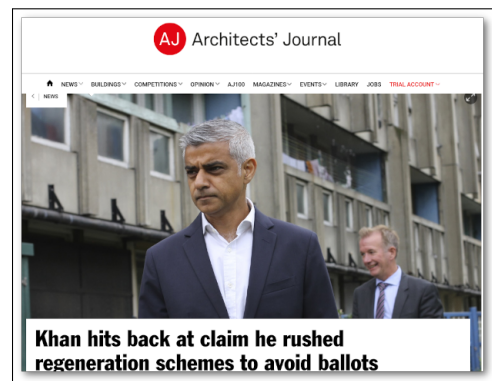 AJ Architects' Journal
NEWS BUILDINGS COMPETITIONS OPINION AJ100 MAGAZINES EVENTS LIBRARY JOBS TRIAL ACCOUNT
NEWS
Khan hits back at claim he rushed
regeneration schemes to avoid ballots